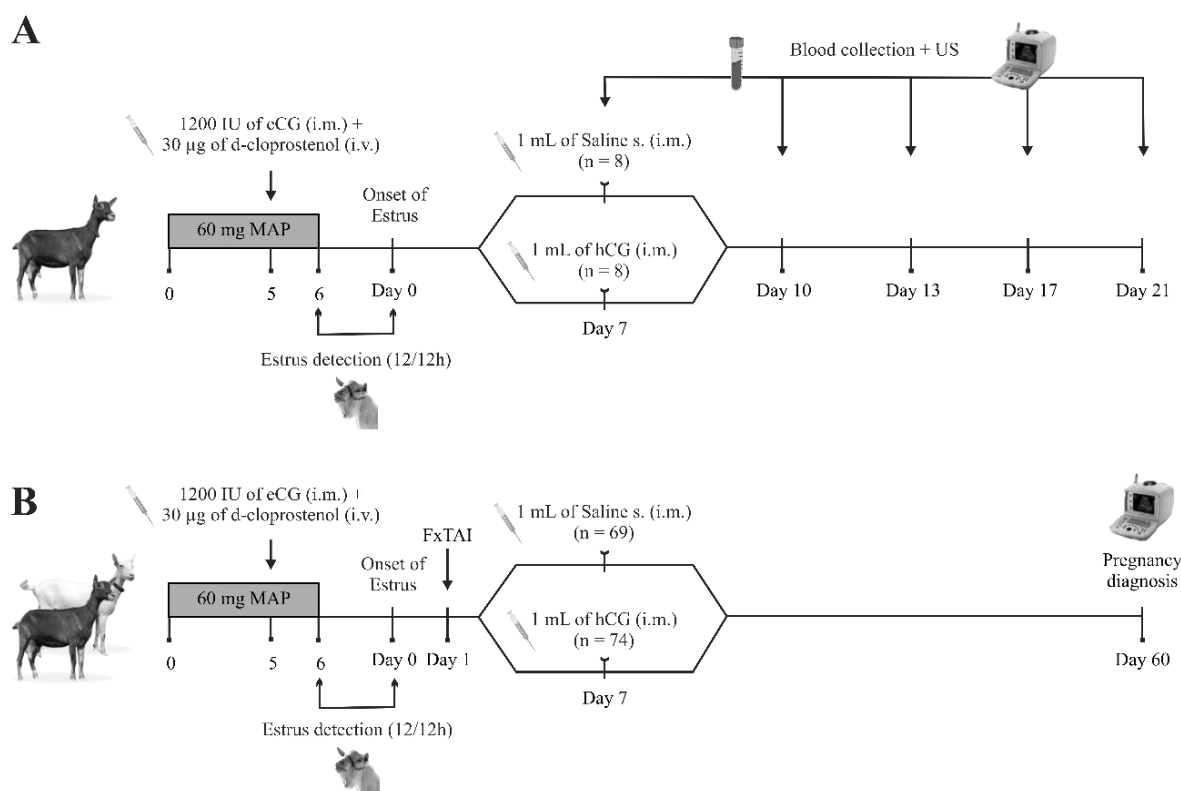 A
Blood collection + US
1200 IU of eCG (i.m.) +
30 µg of d-cloprostenol (i.v.)
1 mL of Saline s. (i.m.)
(n = 8)
Onset of
Estrus
60 mg MAP
1 mL of hCG (i.m.)
(n = 8)
0
5
6
Day 0
Day 7
Day 10
Day 13
Day 17
Day 21
Estrus detection (12/12h)
B
1200 IU of eCG (i.m.) +
30 µg of d-cloprostenol (i.v.)
1 mL of Saline s. (i.m.)
(n = 69)
FxTAI
Onset of
Estrus
Pregnancy
diagnosis
60 mg MAP
1 mL of hCG (i.m.)
(n = 74)
0
5
6
Day 0
Day 1
Day 7
Day 60
Estrus detection (12/12h)